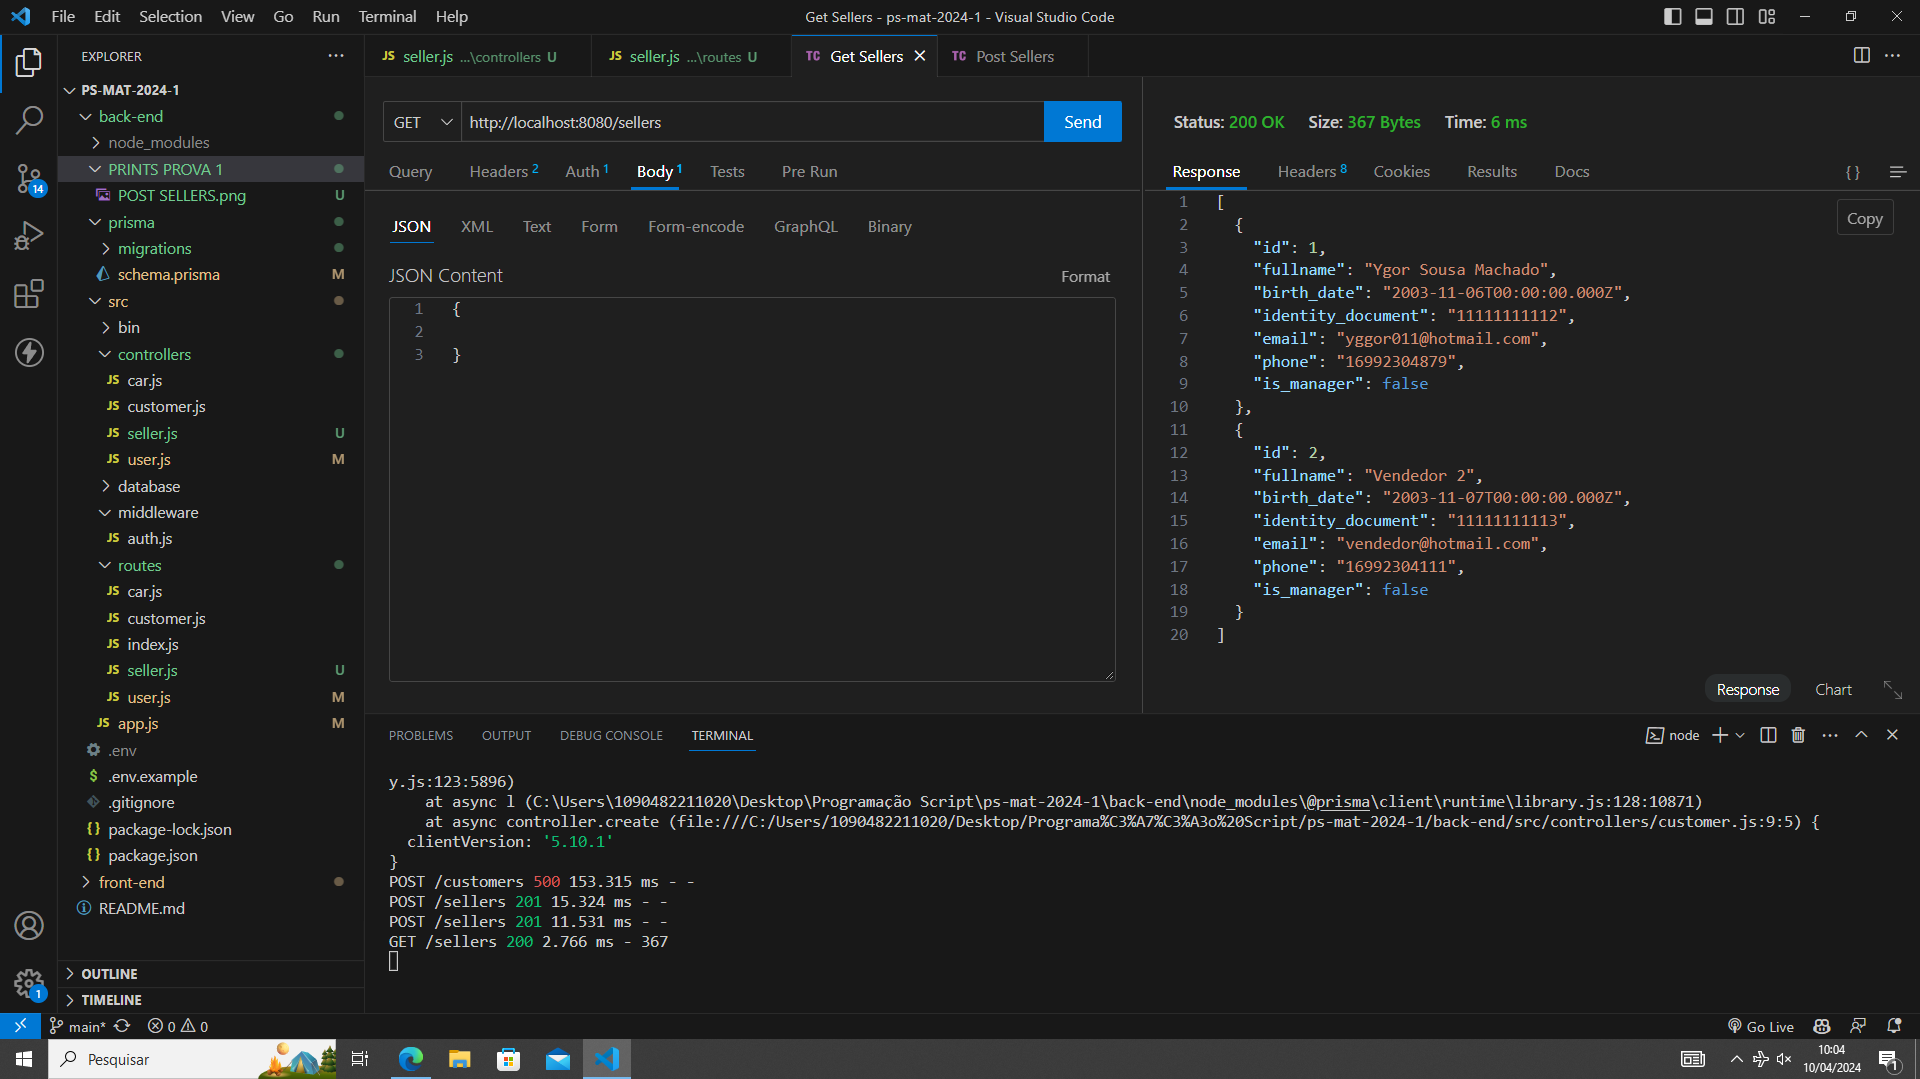 File Edit Selection View Go Run Terminal Help
Get Sellers - ps-mat-2024-1 - Visual Studio Code
EXPLORER
PS-MAT-2024-1
back-end
node_modules
PRINTS PROVA 1
POST SELLERS.png U
prisma
migrations
schema.prisma M
src
bin
controllers
JS car.js
JS customer.js
JS seller.js U
JS user.js M
database
middleware
JS auth.js
routes
JS car.js
JS customer.js
JS index.js
JS seller.js U
JS user.js M
JS app.js M
.env
$ .env.example
.gitignore
{} package-lock.json
{} package.json
front-end
README.md
OUTLINE
TIMELINE
14
1
JS seller.js ...\controllers U
JS seller.js ...\routes U
TC Get Sellers
TC Post Sellers
GET http://localhost:8080/sellers Send
Query Headers 2 Auth 1 Body 1 Tests Pre Run
JSON XML Text Form Form-encode GraphQL Binary
JSON Content Format
1 {
2
3 }
Status: 200 OK Size: 367 Bytes Time: 6 ms
Response Headers 8 Cookies Results Docs {}
Copy
1 [
2 {
3 "id": 1,
4 "fullname": "Ygor Sousa Machado",
5 "birth_date": "2003-11-06T00:00:00.000Z",
6 "identity_document": "11111111112",
7 "email": "yggor011@hotmail.com",
8 "phone": "16992304879",
9 "is_manager": false
10 },
11 {
12 "id": 2,
13 "fullname": "Vendedor 2",
14 "birth_date": "2003-11-07T00:00:00.000Z",
15 "identity_document": "11111111113",
16 "email": "vendedor@hotmail.com",
17 "phone": "16992304111",
18 "is_manager": false
19 }
20 ]
Response Chart
PROBLEMS OUTPUT DEBUG CONSOLE TERMINAL
node
y.js:123:5896)
at async l (C:\Users\1090482211020\Desktop\Programação Script\ps-mat-2024-1\back-end\node_modules\@prisma\client\runtime\library.js:128:10871)
at async controller.create (file:///C:/Users/1090482211020/Desktop/Programa%C3%A7%C3%A3o%20Script/ps-mat-2024-1/back-end/src/controllers/customer.js:9:5) {
clientVersion: '5.10.1'
}
POST /customers 500 153.315 ms - -
POST /sellers 201 15.324 ms - -
POST /sellers 201 11.531 ms - -
GET /sellers 200 2.766 ms - 367
main* 0 0
Go Live
Pesquisar
10:04
10/04/2024
1